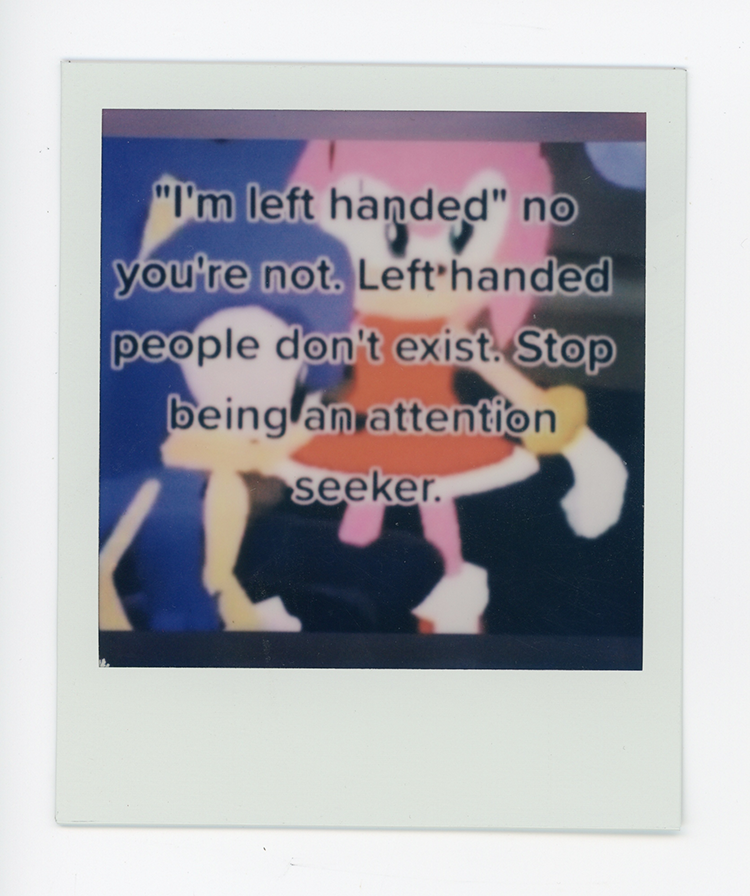 "I'm left handed" no
you're not. Left handed
people don't exist. Stop
being an attention
seeker.